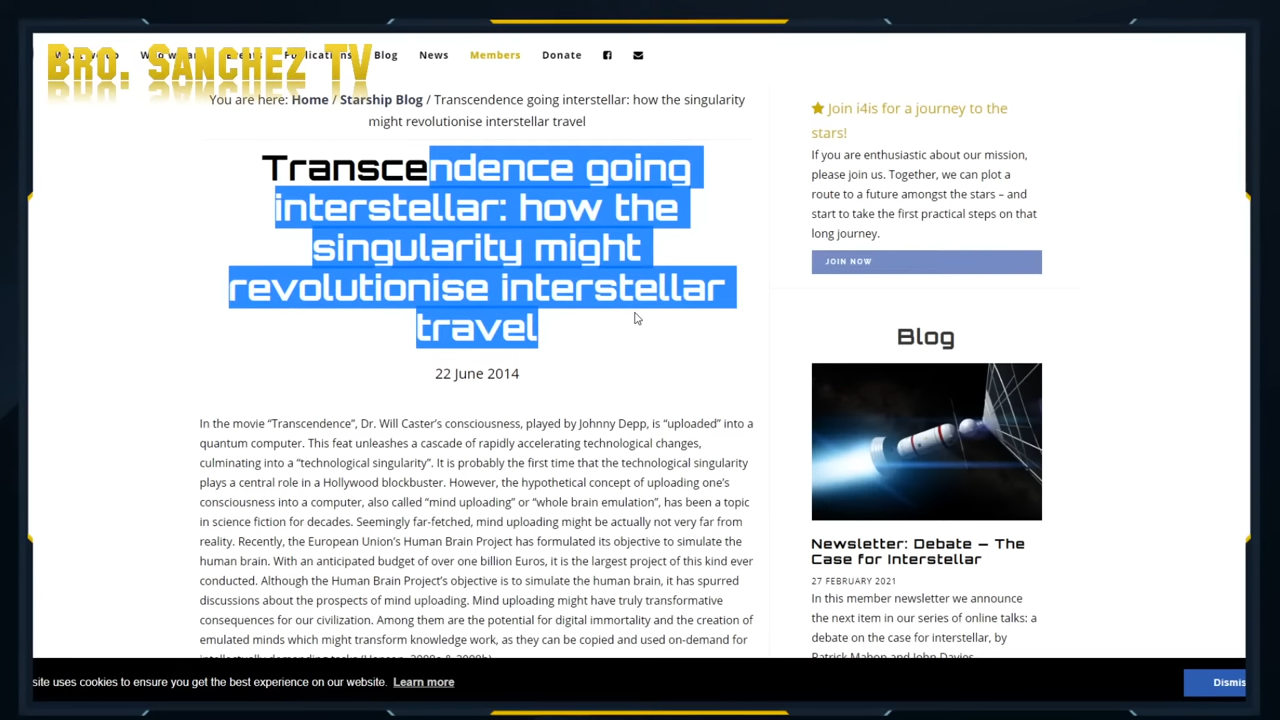 Bro. Sanchez TV
Events
Publications
Blog
News
Members
Donate
You are here: Home / Starship Blog / Transcendence going interstellar: how the singularity
might revolutionise interstellar travel
Transcendence going
interstellar: how the
singularity might
revolutionise interstellar
travel
22 June 2014
In the movie “Transcendence”, Dr. Will Caster’s consciousness, played by Johnny Depp, is “uploaded” into a
quantum computer. This feat unleashes a cascade of rapidly accelerating technological changes,
culminating into a “technological singularity”. It is probably the first time that the technological singularity
plays a central role in a Hollywood blockbuster. However, the hypothetical concept of uploading one’s
consciousness into a computer, also called “mind uploading” or “whole brain emulation”, has been a topic
in science fiction for decades. Seemingly far-fetched, mind uploading might be actually not very far from
reality. Recently, the European Union’s Human Brain Project has formulated its objective to simulate the
human brain. With an anticipated budget of over one billion Euros, it is the largest project of this kind ever
conducted. Although the Human Brain Project’s objective is to simulate the human brain, it has spurred
discussions about the prospects of mind uploading. Mind uploading might have truly transformative
consequences for our civilization. Among them are the potential for digital immortality and the creation of
emulated minds which might transform knowledge work, as they can be copied and used on-demand for
Join i4is for a journey to the
stars!
If you are enthusiastic about our mission,
please join us. Together, we can plot a
route to a future amongst the stars – and
start to take the first practical steps on that
long journey.
JOIN NOW
Blog
Newsletter: Debate – The
Case for Interstellar
27 FEBRUARY 2021
In this member newsletter we announce
the next item in our series of online talks: a
debate on the case for interstellar, by
Patrick Mahon and John Davies
site uses cookies to ensure you get the best experience on our website. Learn more
Dismis